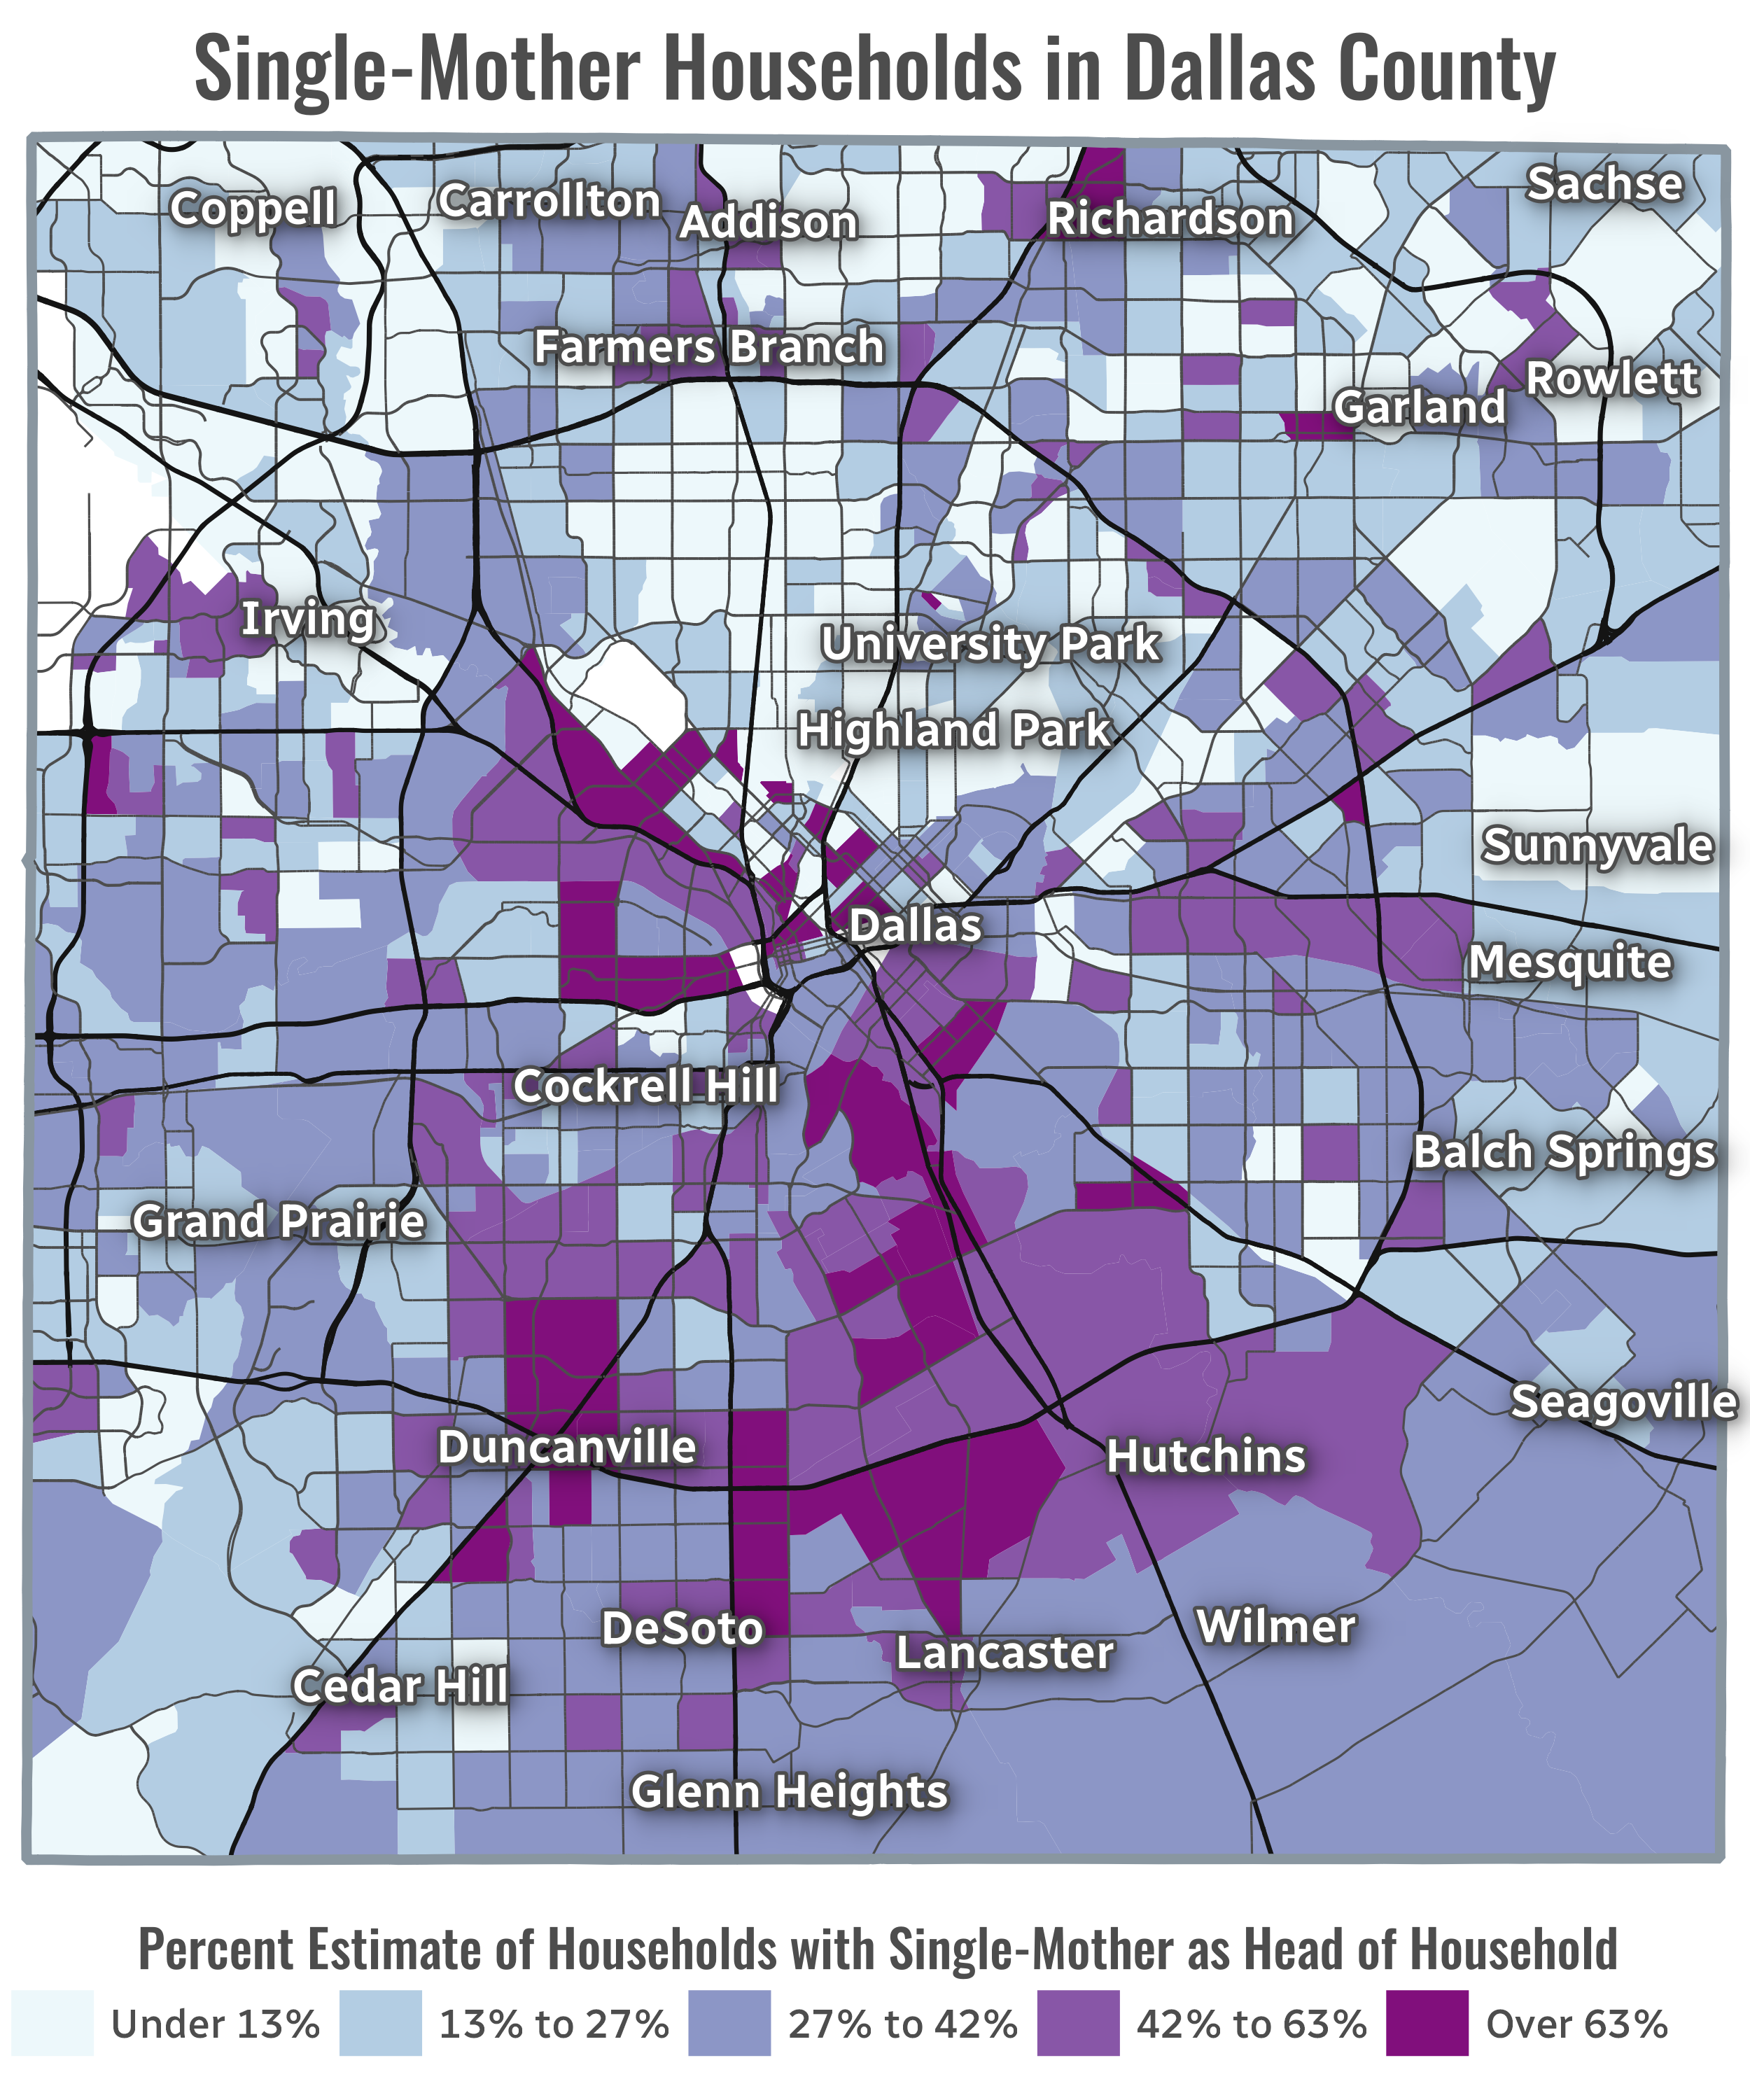 Single-Mother Households in Dallas County
Sachse
Coppell
Carrollton
Addison
Richardson
Farmers Branch
Rowlett
Garland
Irving
University Park
Highland Park
Sunnyvale
Dallas
Mesquite
Cockrell Hill
Balch Springs
Grand Prairie
Seagoville
Duncanville
Hutchins
DeSoto
Wilmer
Lancaster
Cedar Hill
Glenn Heights
Percent Estimate of Households with Single-Mother as Head of Household
Under 13%
13% to 27%
27% to 42%
42% to 63%
Over 63%